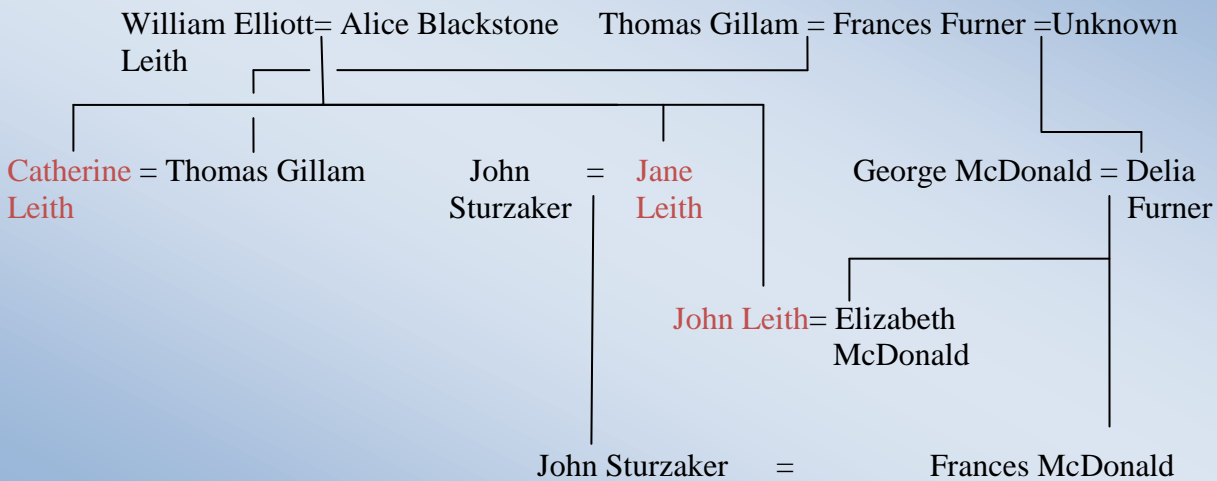 William Elliott= Alice Blackstone Thomas Gillam = Frances Furner =Unknown
Leith
Catherine = Thomas Gillam John = Jane George McDonald = Delia
Leith Sturzaker Leith Furner
John Leith= Elizabeth
McDonald
John Sturzaker = Frances McDonald